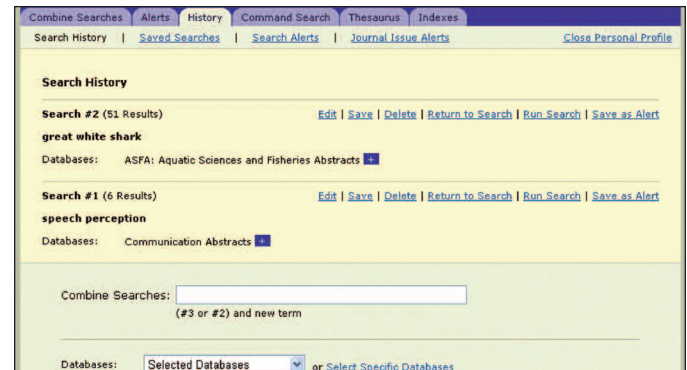 Combine Searches Alerts History Command Search Thesaurus Indexes
Search History | Saved Searches | Search Alerts | Journal Issue Alerts Close Personal Profile
Search History
Search #2 (51 Results) Edit | Save | Delete | Return to Search | Run Search | Save as Alert
great white shark
Databases: ASFA: Aquatic Sciences and Fisheries Abstracts +
Search #1 (6 Results) Edit | Save | Delete | Return to Search | Run Search | Save as Alert
speech perception
Databases: Communication Abstracts +
Combine Searches:
(#3 or #2) and new term
Databases: Selected Databases or Select Specific Databases